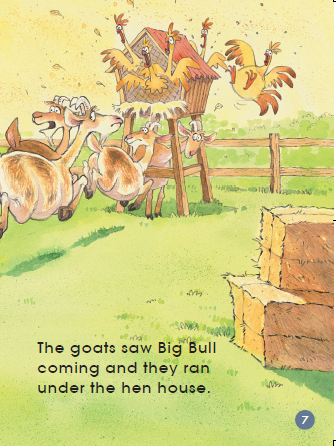 The goats saw Big Bull
coming and they ran
under the hen house.
7